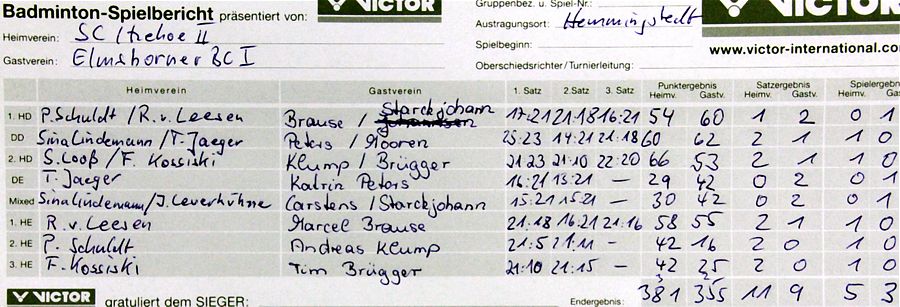 Badminton-Spielbericht präsentiert von: VICTOR Gruppenbez. u. Spiel-Nr.: VICTOR
Heimverein: SC Itzehoe II Austragungsort: Hemmingstedt
Gastverein: Elmshorner BC I Spielbeginn: www.victor-international.co
Oberschiedsrichter/Turnierleitung:
Heimverein Gastverein 1. Satz 2. Satz 3. Satz Punktergebnis Satzergebnis Spielergeb
Heimv. Gastv. Heimv. Gastv. Heimv. Gastv
1. HD P. Schuldt / R. v. Leesen Brause / Starckjohann 17:21 21:18 16:21 54 60 1 2 0 1
DD Sina Lindemann / T. Jaeger Peters / Mooren 25:23 14:21 21:18 60 62 2 1 1 0
2. HD S. Looß / F. Kossiski Klump / Brügger 21:23 21:10 22:20 66 53 2 1 1 0
DE T. Jaeger Katrin Peters 16:21 13:21 – 29 42 0 2 0 1
Mixed Sina Lindemann / J. Leverkühne Carstens / Starckjohann 15:21 15:21 – 30 42 0 2 0 1
1. HE R. v. Leesen Marcel Brause 21:18 16:21 21:16 58 55 2 1 1 0
2. HE P. Schuldt Andreas Klump 21:5 21:11 – 42 16 2 0 1 0
3. HE F. Kossiski Tim Brügger 21:10 21:15 – 42 25 2 0 1 0
VICTOR gratuliert dem SIEGER: Endergebnis: 381 355 11 9 5 3